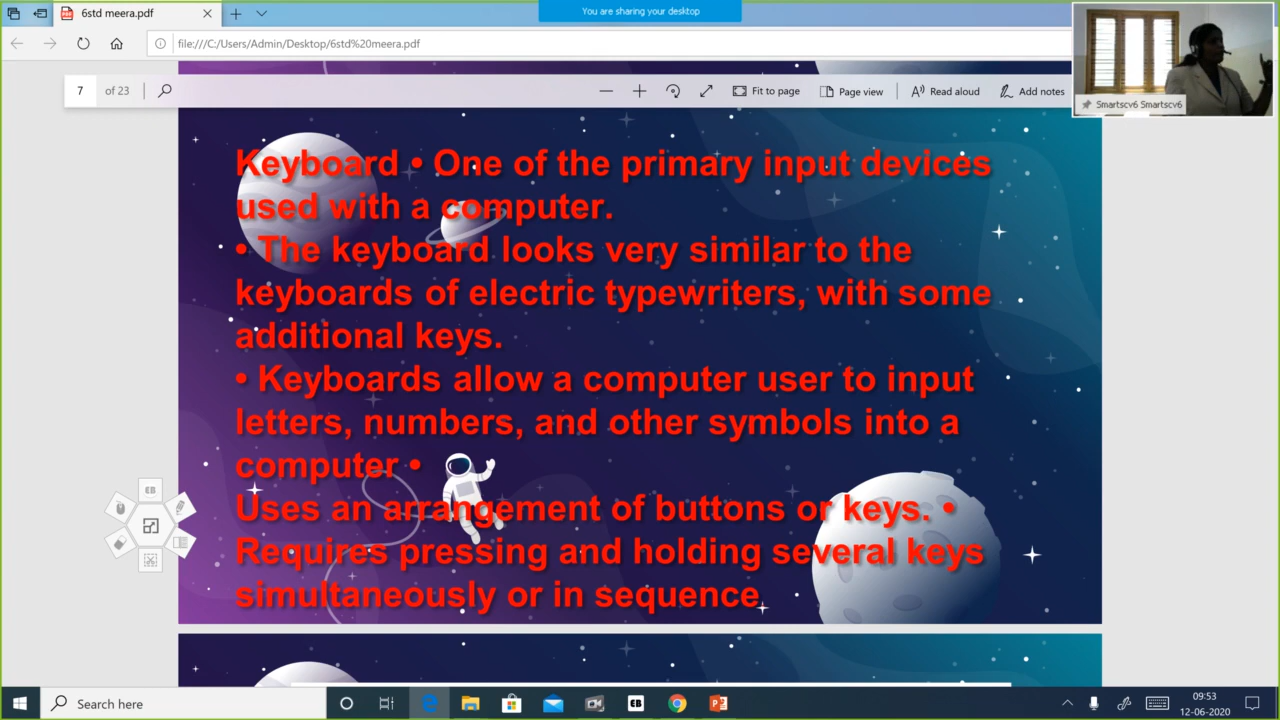 6std meera.pdf
You are sharing your desktop
file:///C:/Users/Admin/Desktop/6std%20meera.pdf
7 of 23
Fit to page
Page view
Read aloud
Add notes
Smartscv6 Smartscv6
Keyboard • One of the primary input devices
used with a computer.
• The keyboard looks very similar to the
keyboards of electric typewriters, with some
additional keys.
• Keyboards allow a computer user to input
letters, numbers, and other symbols into a
computer •
Uses an arrangement of buttons or keys. •
Requires pressing and holding several keys
simultaneously or in sequence
EB
Search here
EB
09:53
12-06-2020